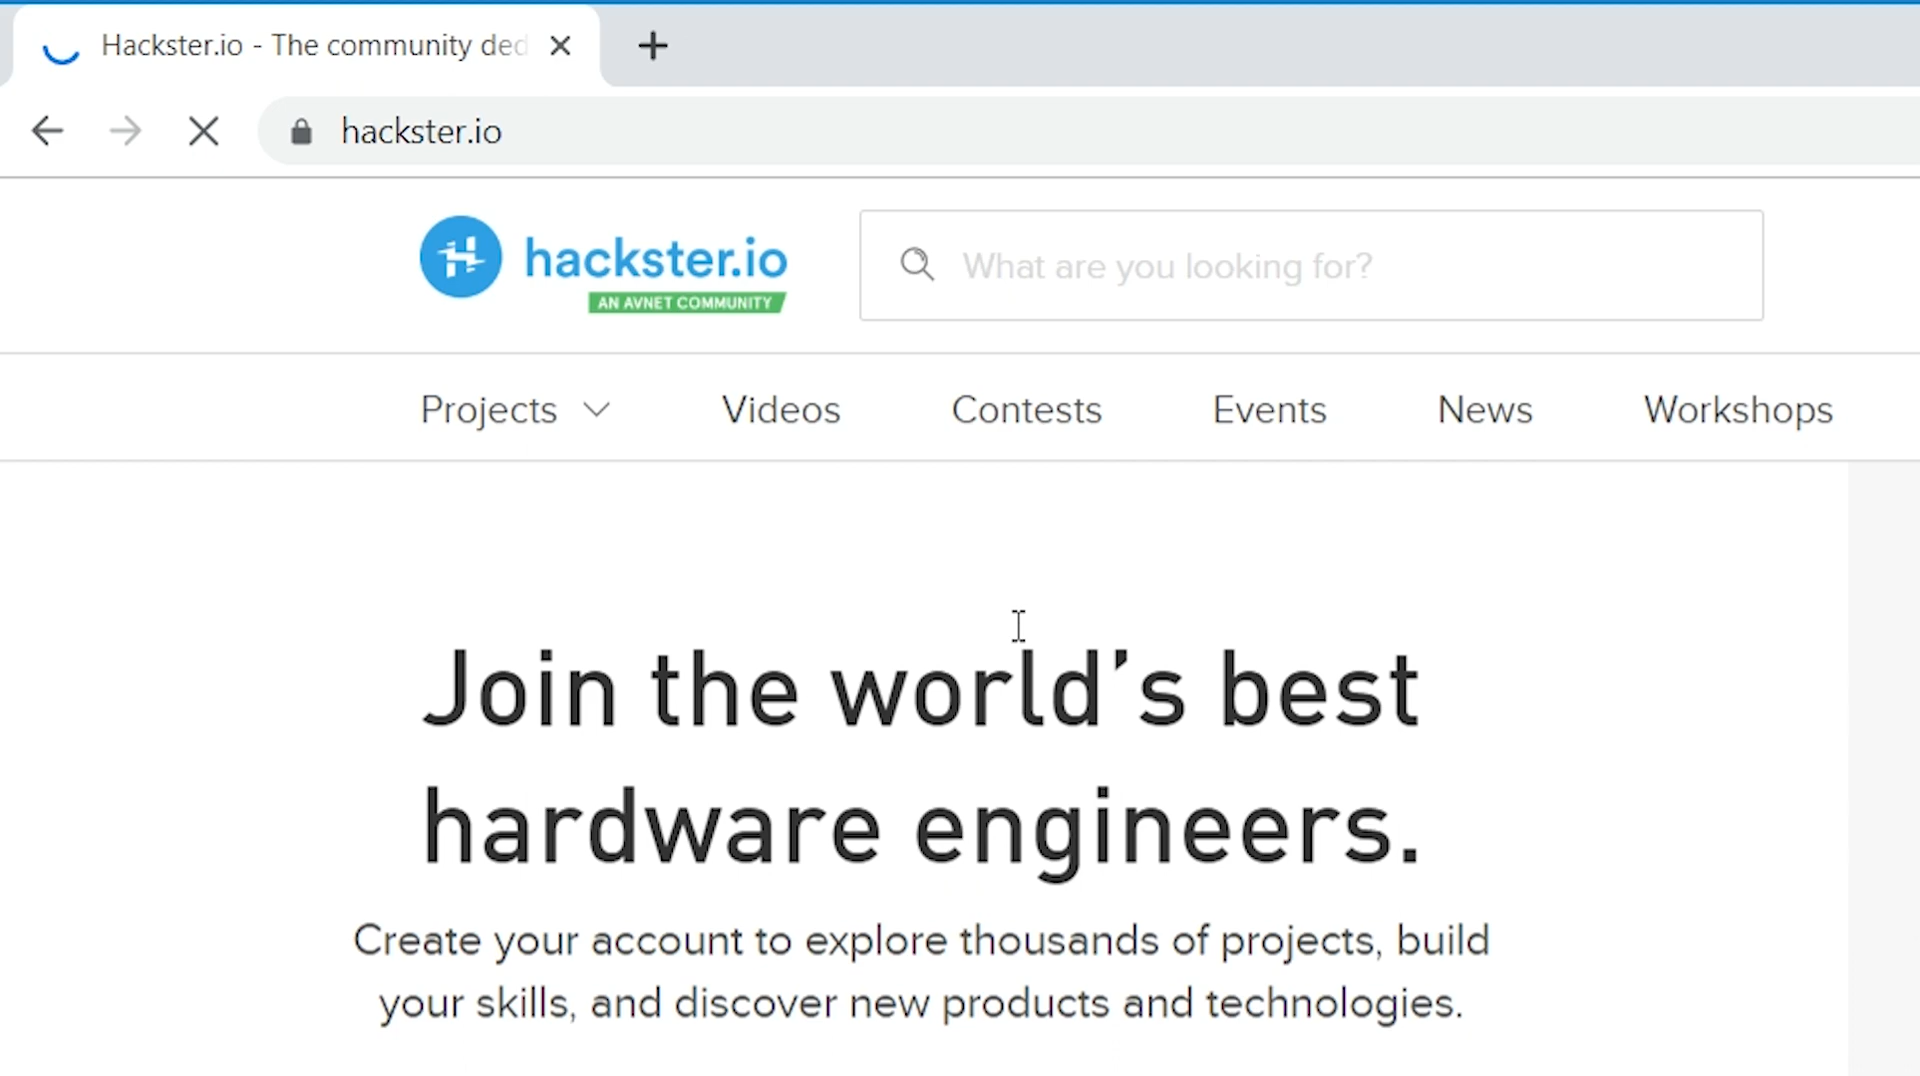 Hackster.io - The community ded
hackster.io
hackster.io
AN AVNET COMMUNITY
What are you looking for?
Projects Videos Contests Events News Workshops
Join the world’s best
hardware engineers.
Create your account to explore thousands of projects, build
your skills, and discover new products and technologies.